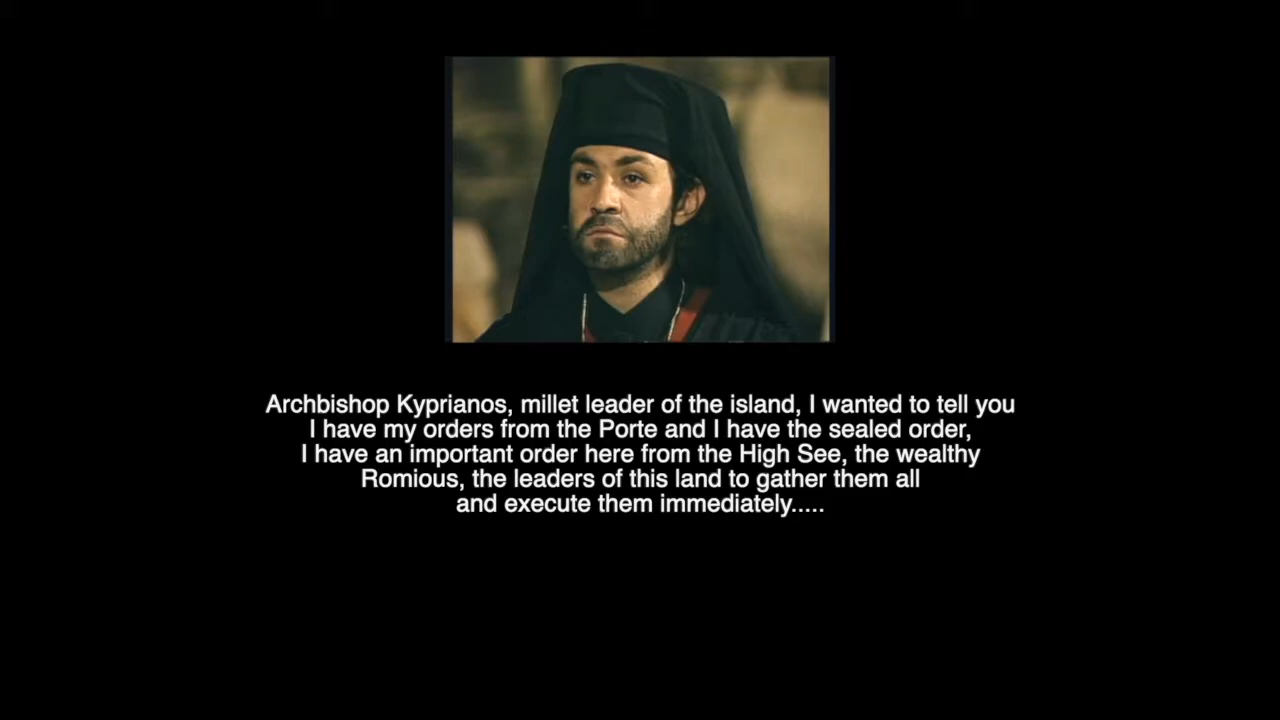 Archbishop Kyprianos, millet leader of the island, I wanted to tell you
I have my orders from the Porte and I have the sealed order,
I have an important order here from the High See, the wealthy
Romious, the leaders of this land to gather them all
and execute them immediately.....